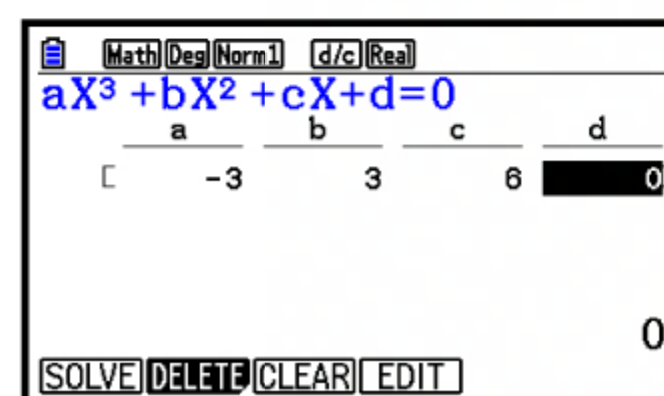 Math Deg Norm1 d/c Real
aX³+bX²+cX+d=0
a b c d
[ -3 3 6 0
0
SOLVE DELETE CLEAR EDIT